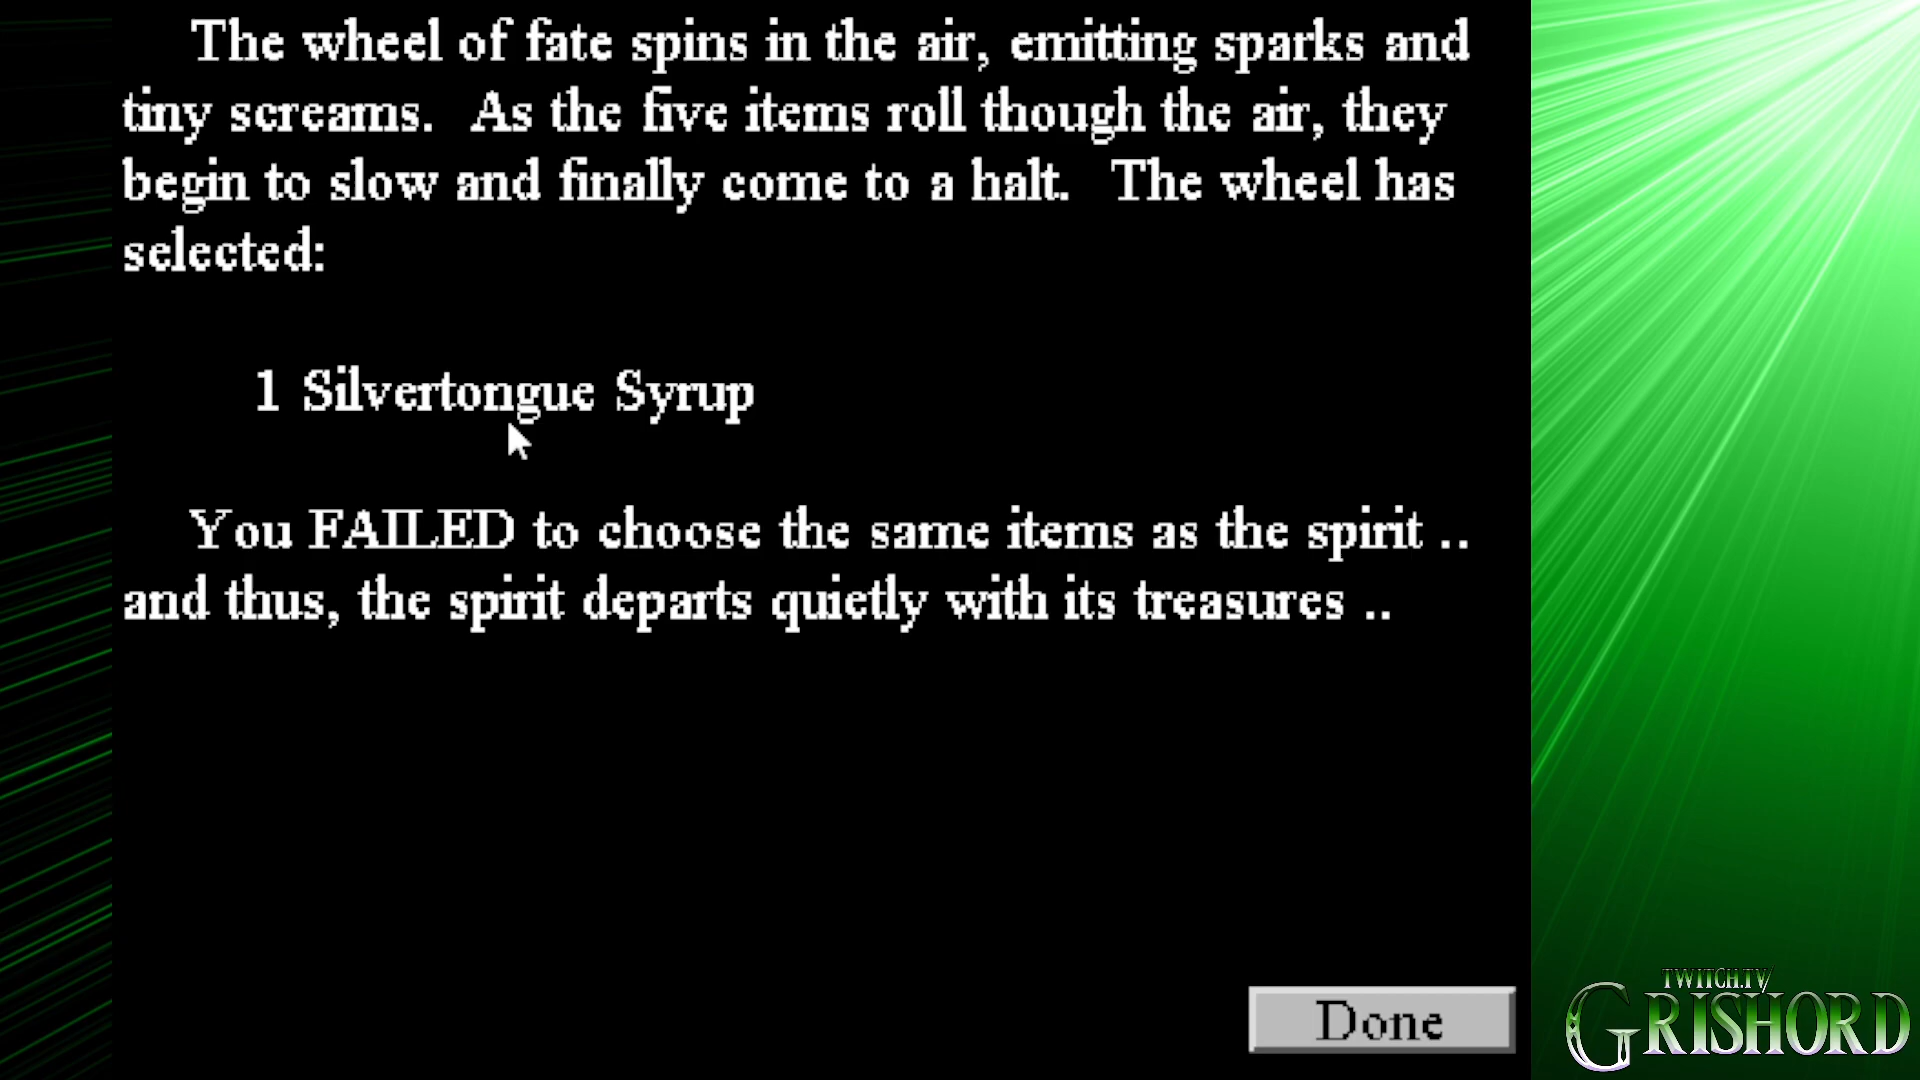 The wheel of fate spins in the air, emitting sparks and
tiny screams.  As the five items roll though the air, they
begin to slow and finally come to a halt.  The wheel has
selected:
1 Silvertongue Syrup
You FAILED to choose the same items as the spirit ..
and thus, the spirit departs quietly with its treasures ..
Done
TWITCH.TV/
GRISHORD